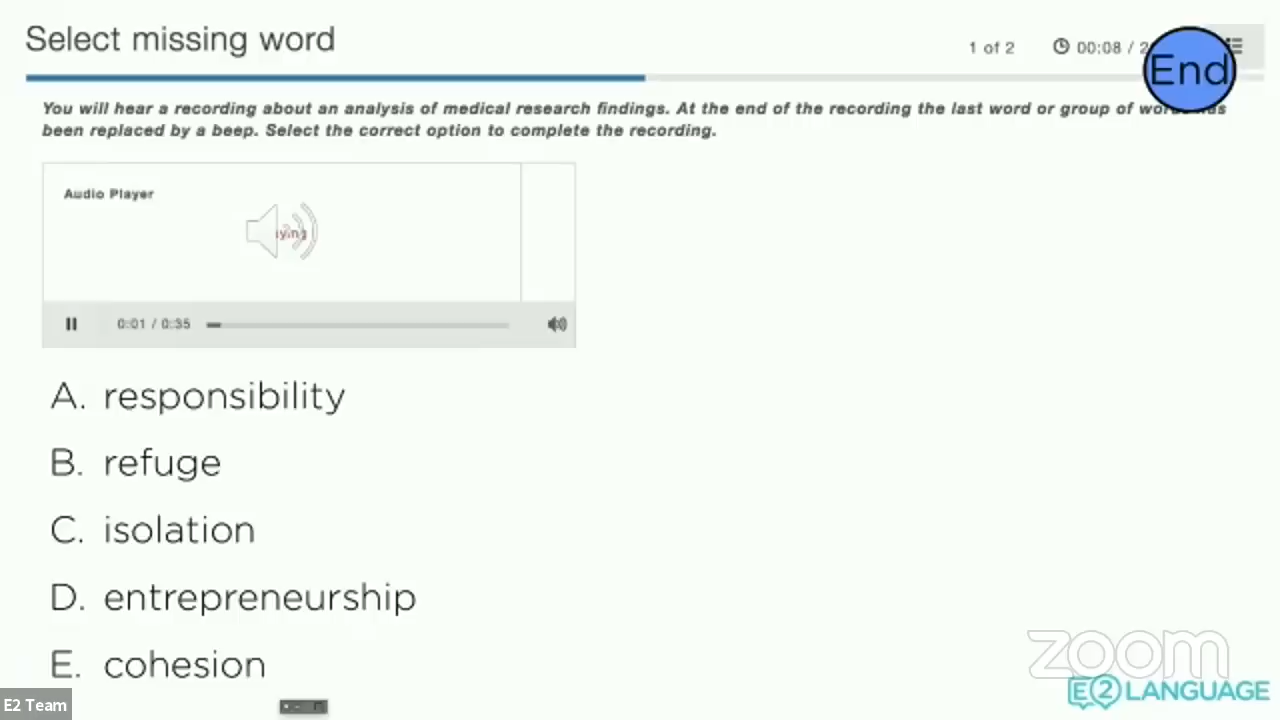 Select missing word
1 of 2
00:08 / 2
End
You will hear a recording about an analysis of medical research findings. At the end of the recording the last word or group of
been replaced by a beep. Select the correct option to complete the recording.
Audio Player
0:01 / 0:35
A. responsibility
B. refuge
C. isolation
D. entrepreneurship
E. cohesion
zoom
E2 LANGUAGE
E2 Team